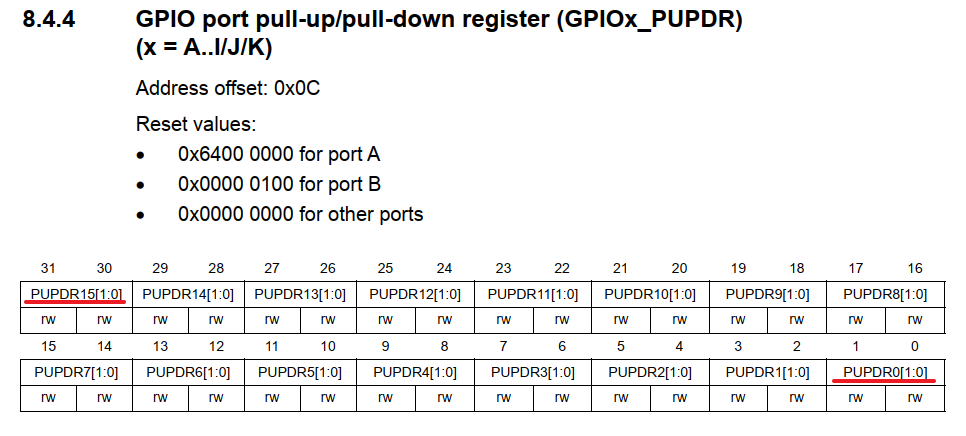 8.4.4 GPIO port pull-up/pull-down register (GPIOx_PUPDR)
(x = A..I/J/K)
Address offset: 0x0C
Reset values:
• 0x6400 0000 for port A
• 0x0000 0100 for port B
• 0x0000 0000 for other ports
31 30 29 28 27 26 25 24 23 22 21 20 19 18 17 16
PUPDR15[1:0] PUPDR14[1:0] PUPDR13[1:0] PUPDR12[1:0] PUPDR11[1:0] PUPDR10[1:0] PUPDR9[1:0] PUPDR8[1:0]
rw rw rw rw rw rw rw rw rw rw rw rw rw rw rw rw
15 14 13 12 11 10 9 8 7 6 5 4 3 2 1 0
PUPDR7[1:0] PUPDR6[1:0] PUPDR5[1:0] PUPDR4[1:0] PUPDR3[1:0] PUPDR2[1:0] PUPDR1[1:0] PUPDR0[1:0]
rw rw rw rw rw rw rw rw rw rw rw rw rw rw rw rw